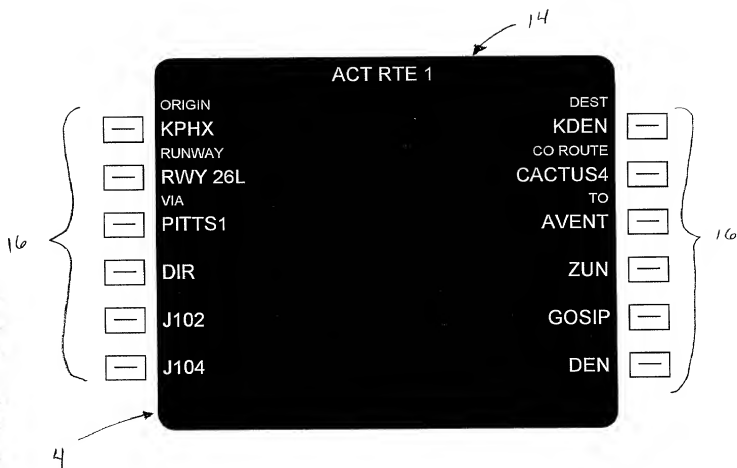 14
ACT RTE 1
ORIGIN DEST
KPHX KDEN
RUNWAY CO ROUTE
RWY 26L CACTUS4
VIA TO
PITTS1 AVENT
16 16
DIR ZUN
J102 GOSIP
J104 DEN
4